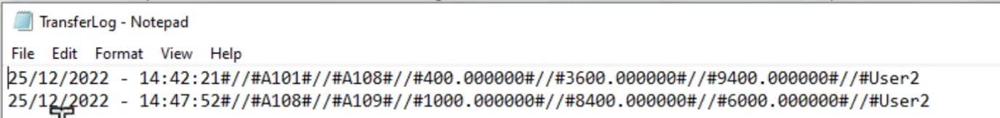 TransferLog - Notepad
File Edit Format View Help
25/12/2022 - 14:42:21#//#A101#//#A108#//#400.000000#//#3600.000000#//#9400.000000#//#User2
25/12/2022 - 14:47:52#//#A108#//#A109#//#1000.000000#//#8400.000000#//#6000.000000#//#User2